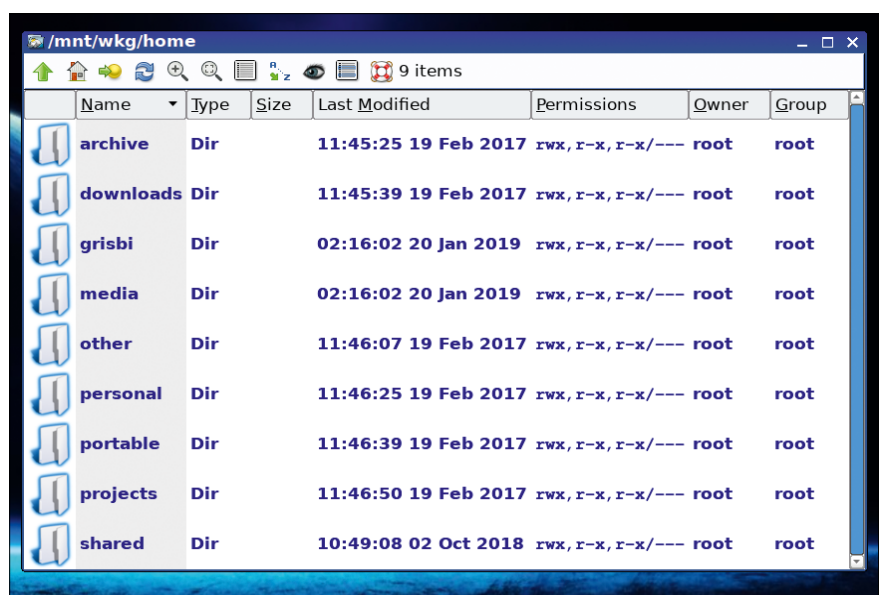 /mnt/wkg/home
9 items
Name Type Size Last Modified Permissions Owner Group
archive Dir 11:45:25 19 Feb 2017 rwx,r-x,r-x/--- root root
downloads Dir 11:45:39 19 Feb 2017 rwx,r-x,r-x/--- root root
grisbi Dir 02:16:02 20 Jan 2019 rwx,r-x,r-x/--- root root
media Dir 02:16:02 20 Jan 2019 rwx,r-x,r-x/--- root root
other Dir 11:46:07 19 Feb 2017 rwx,r-x,r-x/--- root root
personal Dir 11:46:25 19 Feb 2017 rwx,r-x,r-x/--- root root
portable Dir 11:46:39 19 Feb 2017 rwx,r-x,r-x/--- root root
projects Dir 11:46:50 19 Feb 2017 rwx,r-x,r-x/--- root root
shared Dir 10:49:08 02 Oct 2018 rwx,r-x,r-x/--- root root